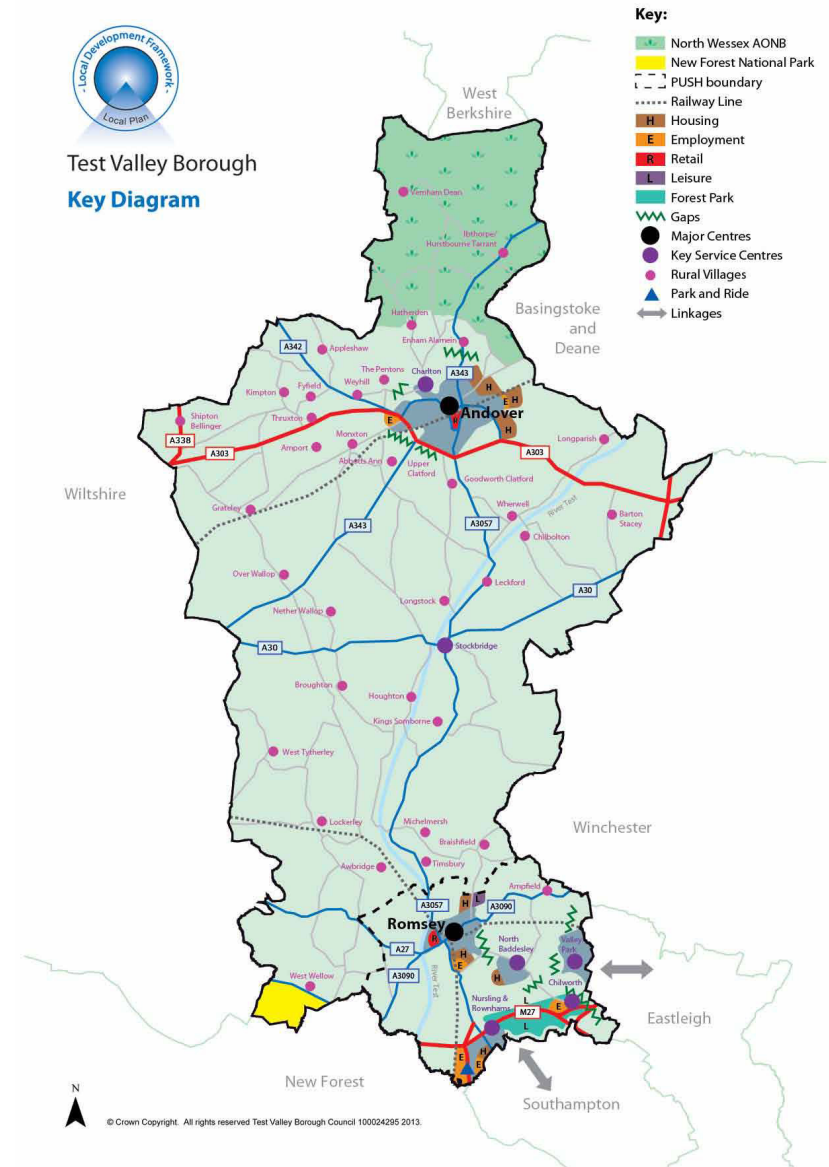 Local Development Framework
Local Plan
Test Valley Borough
Key Diagram
Key:
North Wessex AONB
New Forest National Park
PUSH boundary
Railway Line
H Housing
E Employment
R Retail
L Leisure
Forest Park
Gaps
Major Centres
Key Service Centres
Rural Villages
Park and Ride
Linkages
West
Berkshire
Vernham Dean
Ibthorpe/
Hurstbourne Tarrant
Basingstoke
and
Deane
Hatherden
Enham Alamein
A342
Appleshaw
The Pentons
Charlton
A343
Kimpton
Fyfield
Weyhill
H
H
E
Shipton
Bellinger
Thruxton
E
R
Andover
H
A338
A303
Amport
Monxton
Abbotts Ann
Upper
Clatford
A303
Longparish
Wiltshire
Goodworth Clatford
Grateley
A343
A3057
Wherwell
River Test
Chilbolton
Barton
Stacey
Over Wallop
Leckford
A30
Nether Wallop
Longstock
A30
Stockbridge
Broughton
Houghton
Kings Somborne
West Tytherley
Lockerley
Michelmersh
Winchester
Braishfield
Awbridge
Timsbury
Ampfield
A3057
H
L
A3090
Romsey
R
A27
H
E
North
Baddesley
Valley
Park
A3090
River Test
H
West Wellow
Chilworth
Nursling &
Rownhams
L
M27
E
L
Eastleigh
E
H
E
New Forest
Southampton
N
© Crown Copyright. All rights reserved Test Valley Borough Council 100024295 2013.